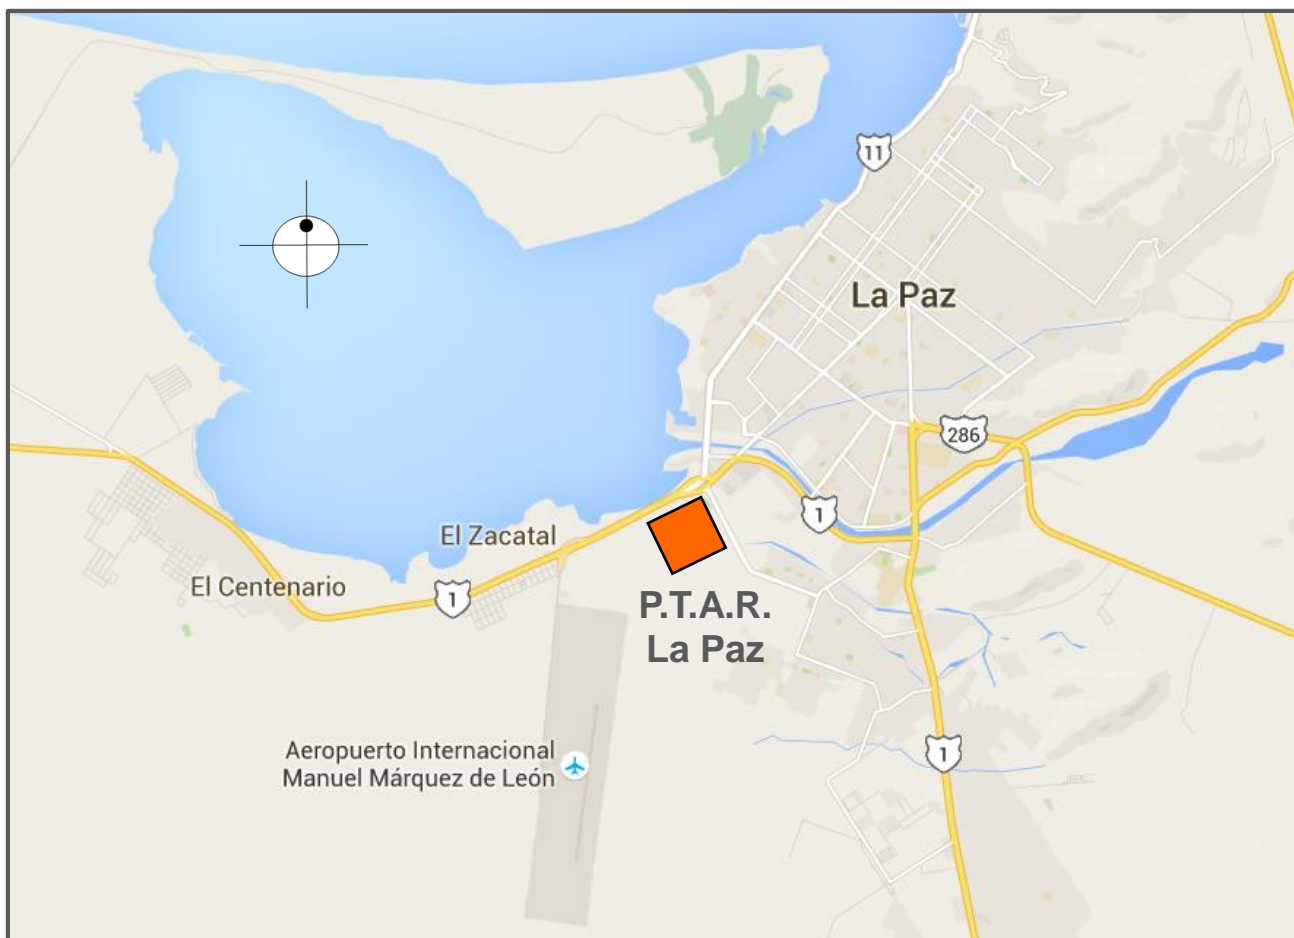 11
La Paz
286
1
El Zacatal
El Centenario
1
P.T.A.R.
La Paz
Aeropuerto Internacional
Manuel Márquez de León
1